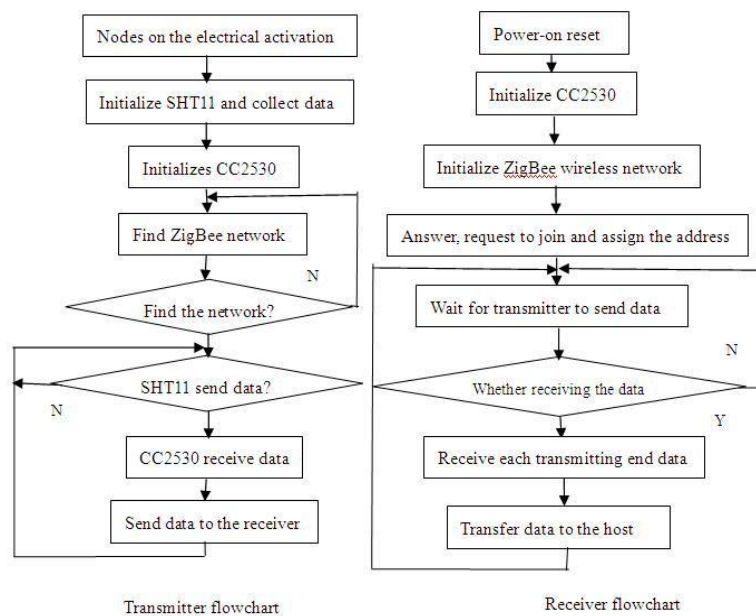 Nodes on the electrical activation
Initialize SHT11 and collect data
Initializes CC2530
Find ZigBee network
N
Find the network?
SHT11 send data?
N
CC2530 receive data
Send data to the receiver
Transmitter flowchart
Power-on reset
Initialize CC2530
Initialize ZigBee wireless network
Answer, request to join and assign the address
Wait for transmitter to send data
N
Whether receiving the data
Y
Receive each transmitting end data
Transfer data to the host
Receiver flowchart